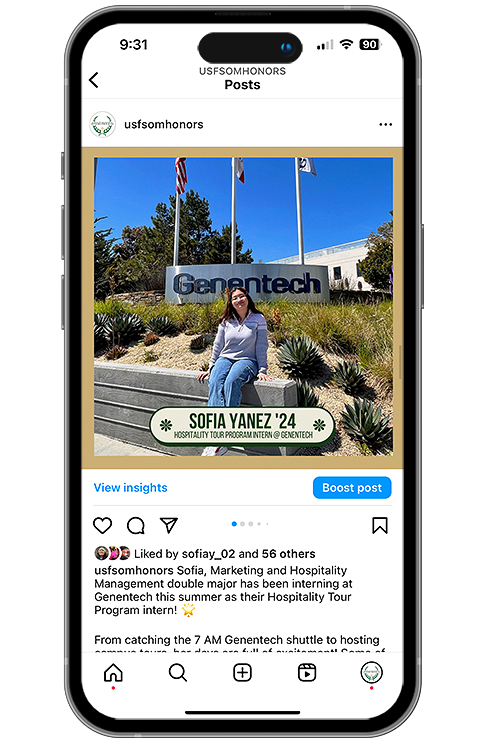 9:31
90
USFSOMHONORS
Posts
usfsomhonors
Genentech
SOFIA YANEZ '24
HOSPITALITY TOUR PROGRAM INTERN @ GENENTECH
View insights
Boost post
Liked by sofiay_02 and 56 others
usfsomhonors Sofia, Marketing and Hospitality
Management double major has been interning at
Genentech this summer as their Hospitality Tour
Program intern! 🌟
From catching the 7 AM Genentech shuttle to hosting
campus tours, her days are full of excitement! Some of